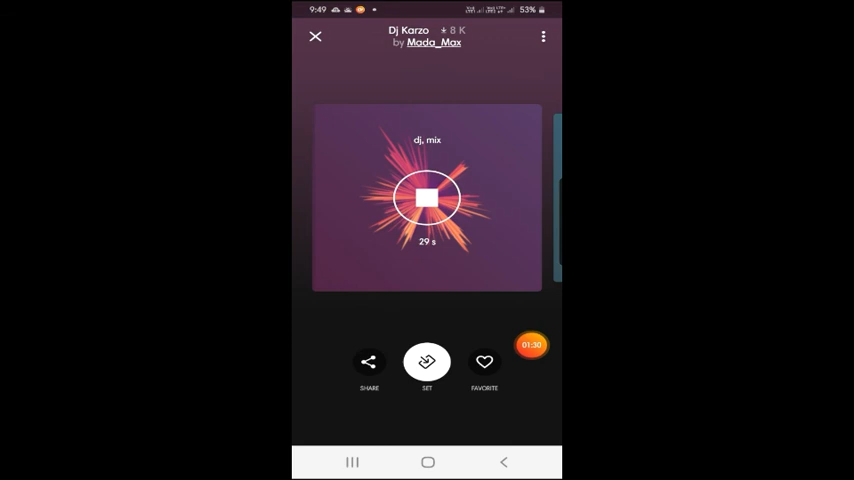 9:49
53%
Dj Karzo 8 K
by Mada_Max
dj, mix
29 s
01:30
SHARE
SET
FAVORITE